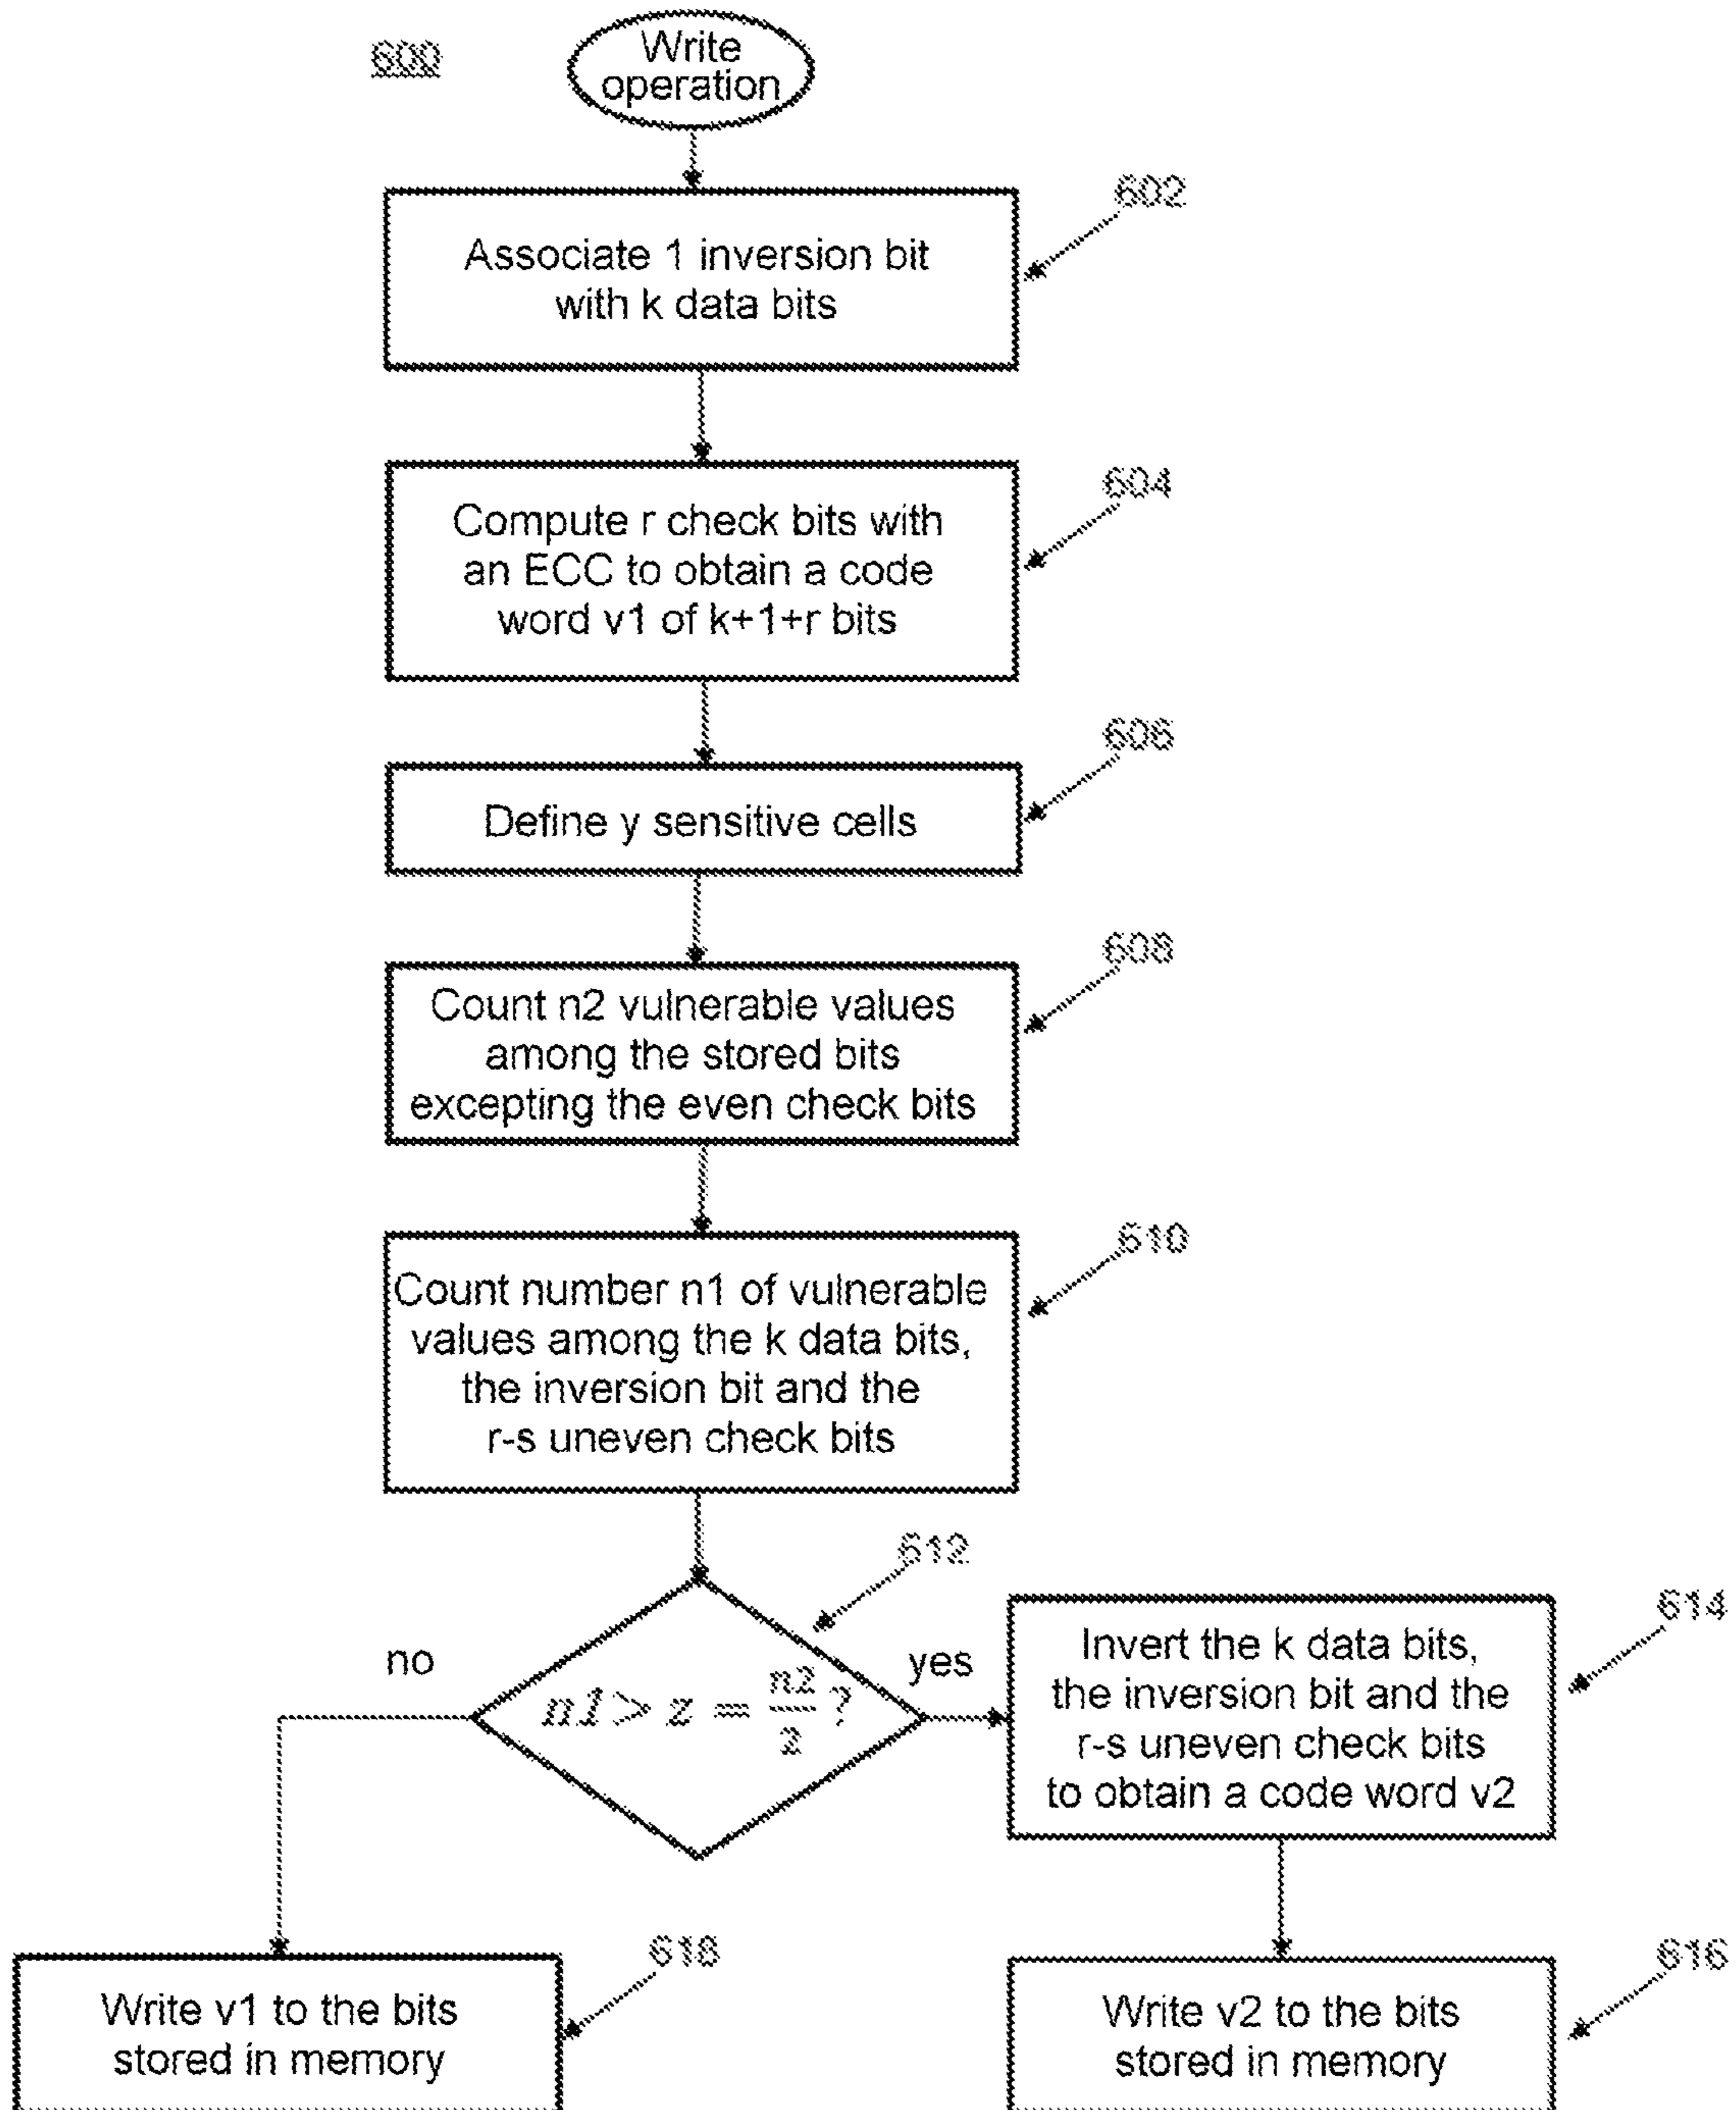 600
Write
operation
602
Associate 1 inversion bit
with k data bits
604
Compute r check bits with
an ECC to obtain a code
word v1 of k+1+r bits
606
Define y sensitive cells
608
Count n2 vulnerable values
among the stored bits
excepting the even check bits
610
Count number n1 of vulnerable
values among the k data bits,
the inversion bit and the
r-s uneven check bits
612
no
n1 > z = n2/2 ?
yes
614
Invert the k data bits,
the inversion bit and the
r-s uneven check bits
to obtain a code word v2
618
Write v1 to the bits
stored in memory
616
Write v2 to the bits
stored in memory